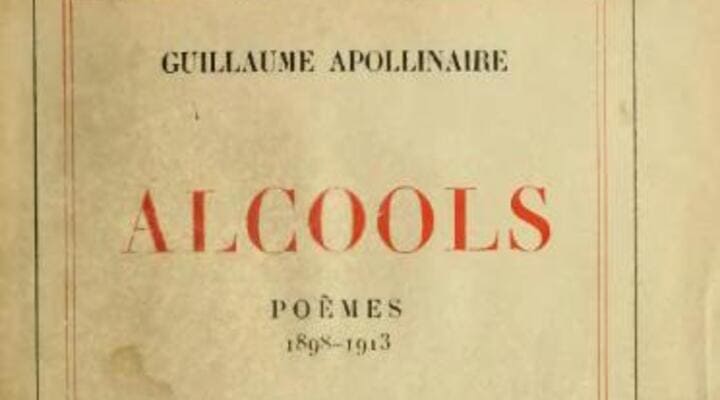 GUILLAUME APOLLINAIRE
ALCOOLS
POÈMES
1898-1913